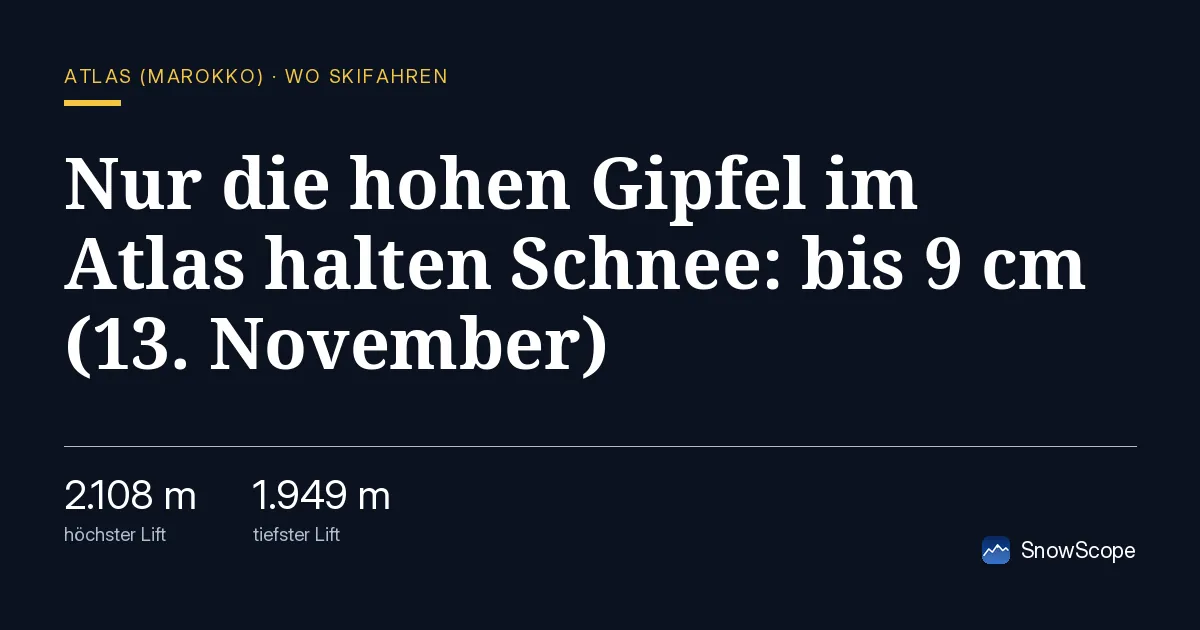 ATLAS (MAROKKO) · WO SKIFAHREN
Nur die hohen Gipfel im
Atlas halten Schnee: bis 9 cm
(13. November)
2.108 m
höchster Lift
1.949 m
tiefster Lift
SnowScope